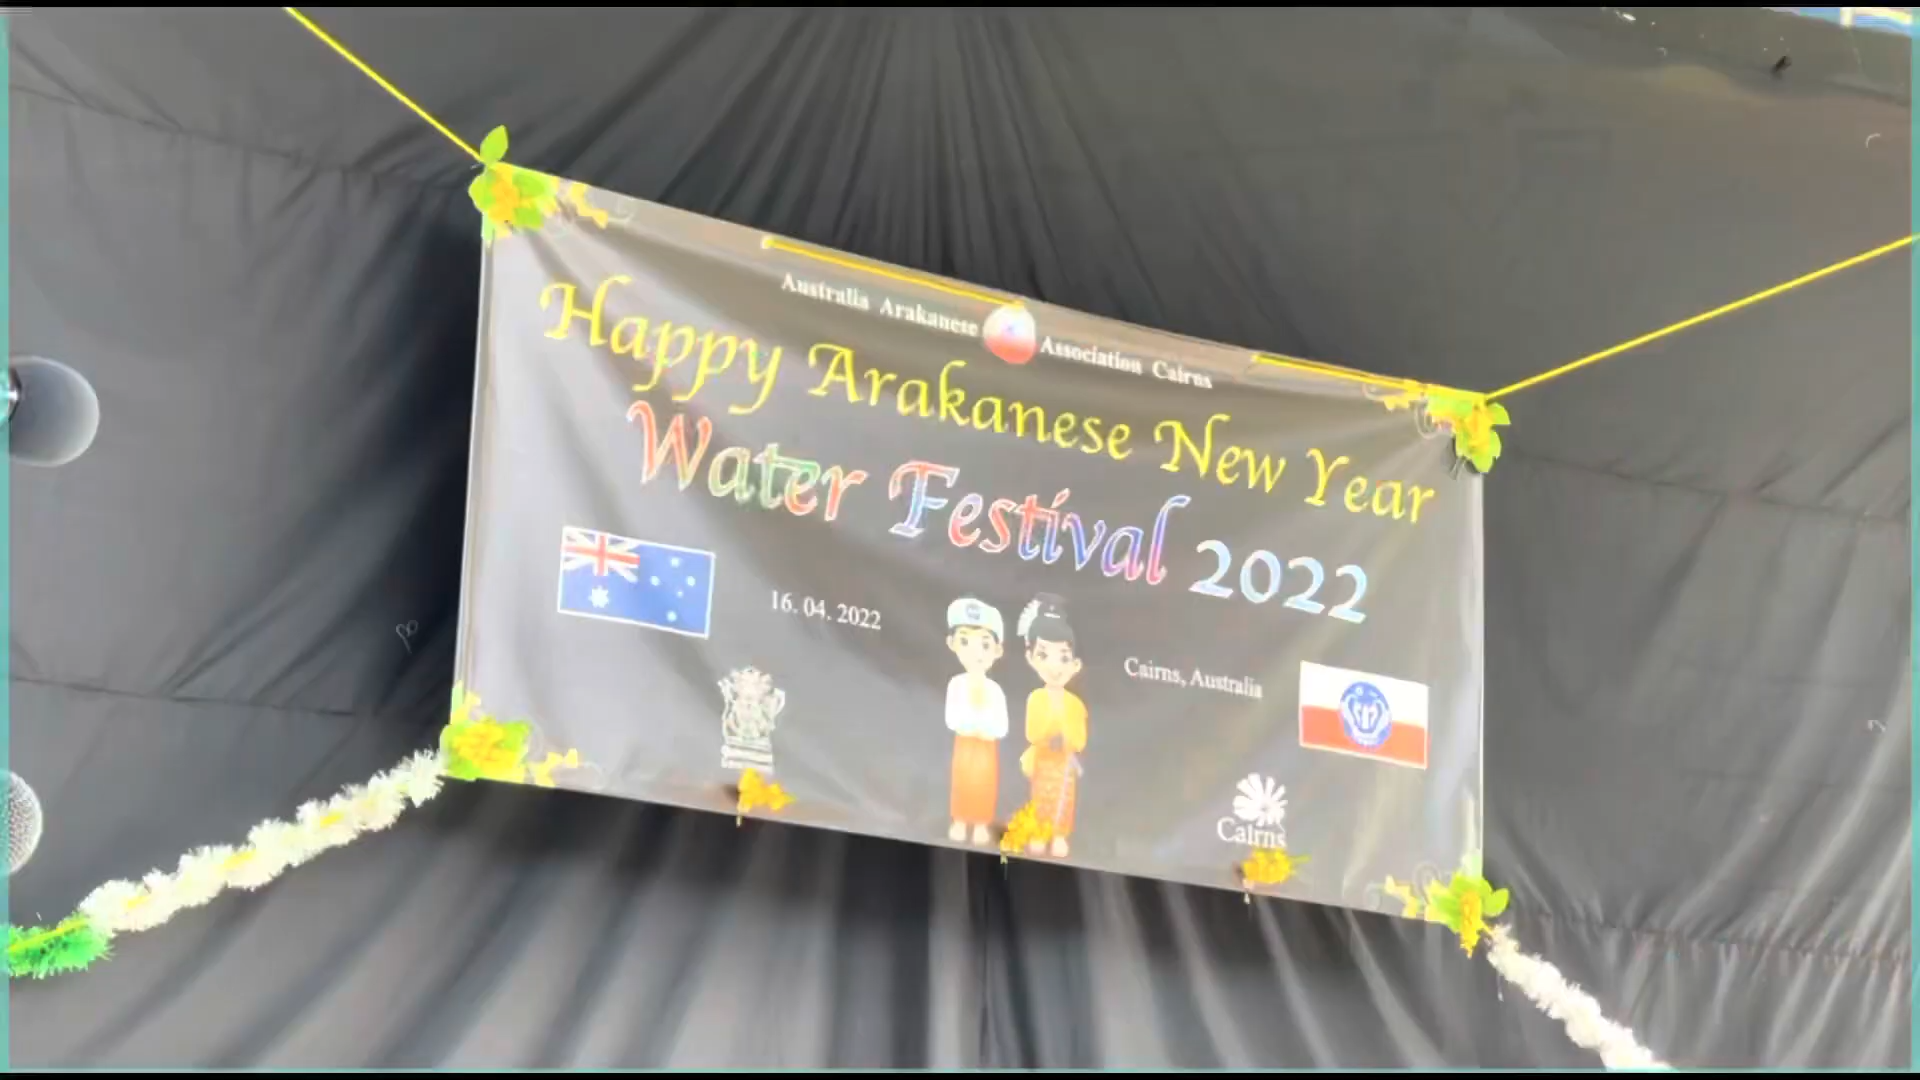 Australia Arakanese Association Cairns
Happy Arakanese New Year
Water Festival 2022
16. 04. 2022
Cairns, Australia
Cairns